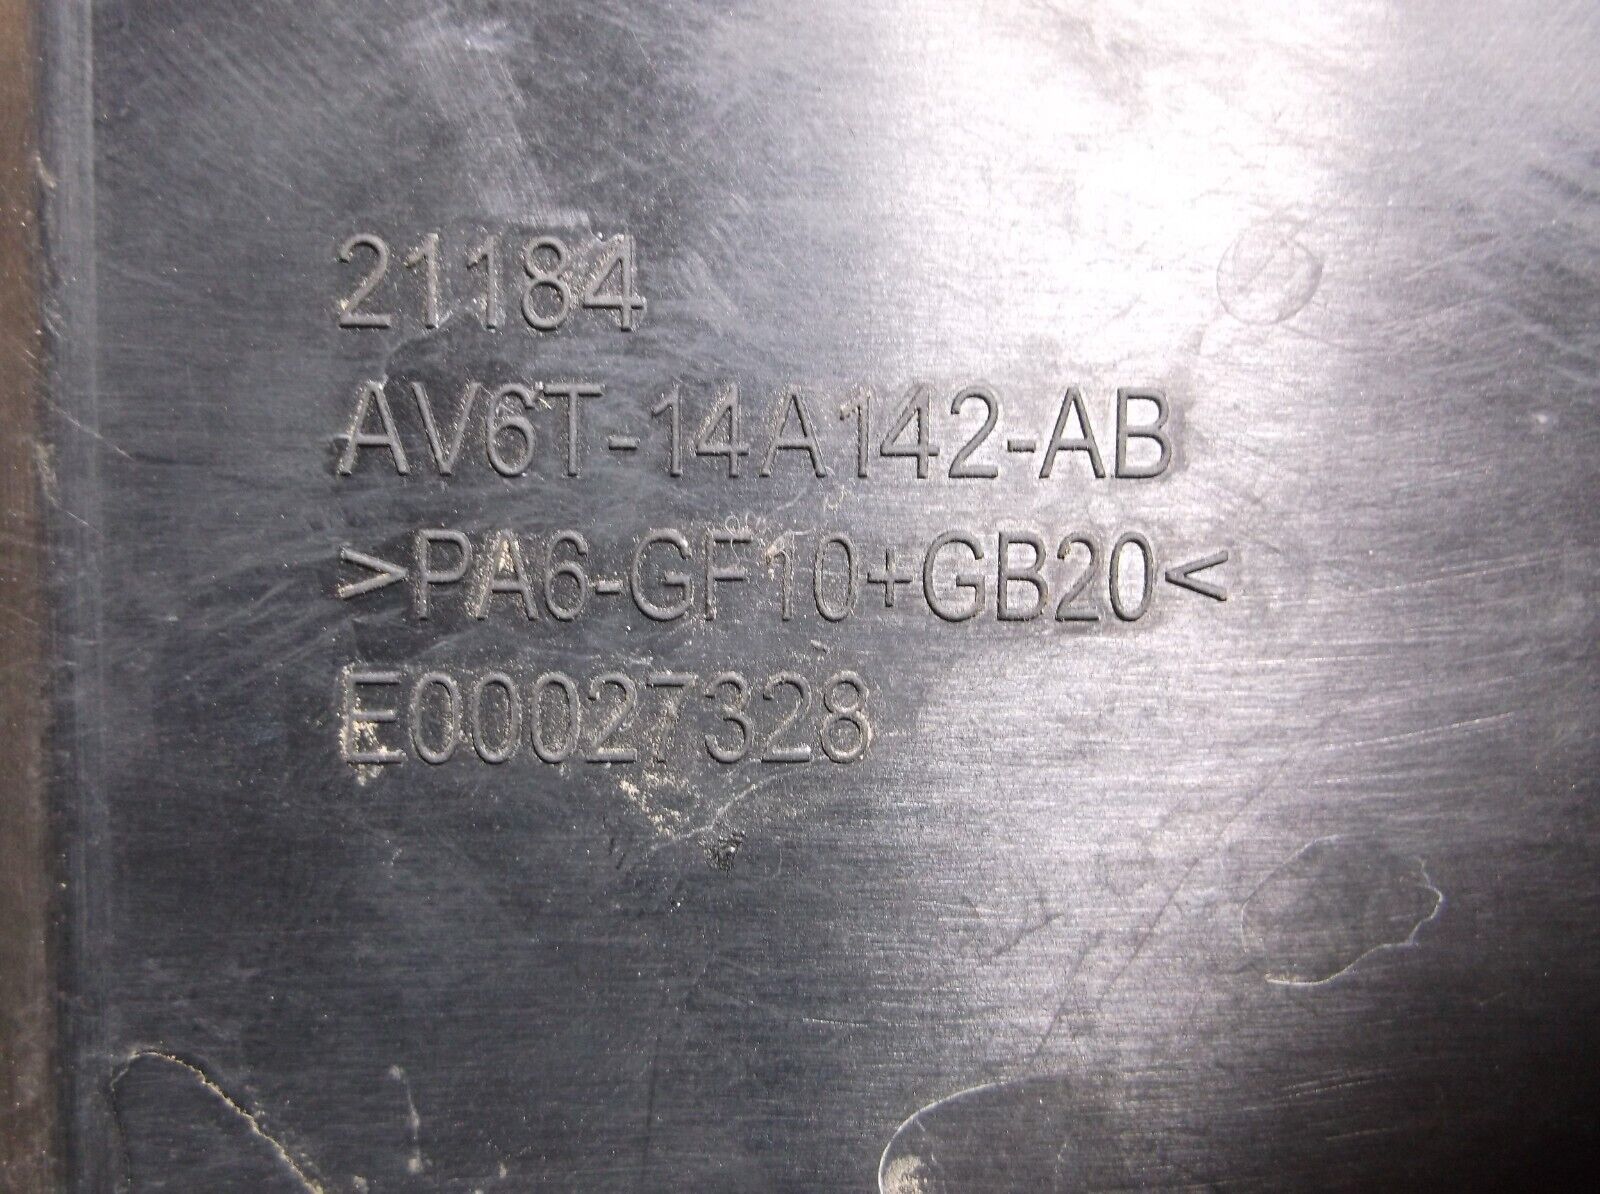 21184
AV6T-14A142-AB
>PA6-GF10+GB20<
E00027328